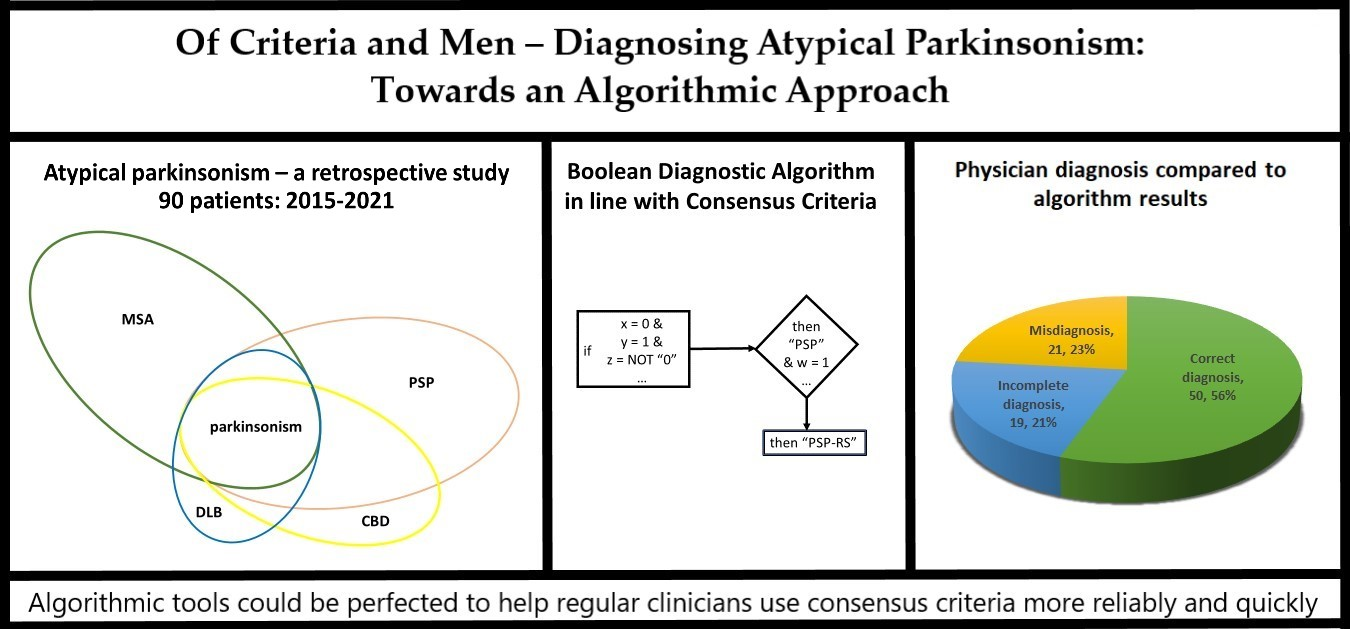 Of Criteria and Men – Diagnosing Atypical Parkinsonism:
Towards an Algorithmic Approach
Atypical parkinsonism – a retrospective study
90 patients: 2015-2021
MSA
PSP
parkinsonism
DLB
CBD
Boolean Diagnostic Algorithm
in line with Consensus Criteria
if
x = 0 &
y = 1 &
z = NOT “0”
...
then
“PSP”
& w = 1
...
then “PSP-RS”
Physician diagnosis compared to
algorithm results
Misdiagnosis,
21, 23%
Correct
diagnosis,
50, 56%
Incomplete
diagnosis,
19, 21%
Algorithmic tools could be perfected to help regular clinicians use consensus criteria more reliably and quickly